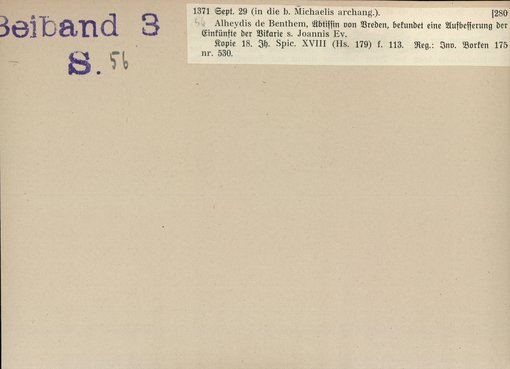 Beiband 3
S. 56
1371 Sept. 29 (in die b. Michaelis archang.). [280
56 Alheydis de Benthem, Äbtissin von Vreden, bekundet eine Aufbesserung der
Einkünfte der Vikarie s. Joannis Ev.
Kopie 18. Jh. Spic. XVIII (Hs. 179) f. 113. Reg.: Inv. Borken 175
nr. 530.